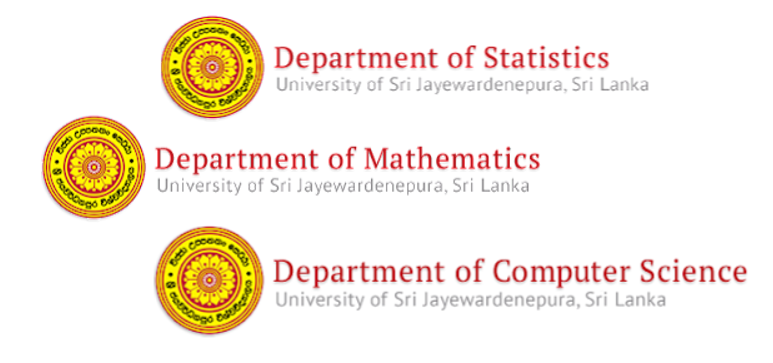 Department of Statistics
University of Sri Jayewardenepura, Sri Lanka
Department of Mathematics
University of Sri Jayewardenepura, Sri Lanka
Department of Computer Science
University of Sri Jayewardenepura, Sri Lanka